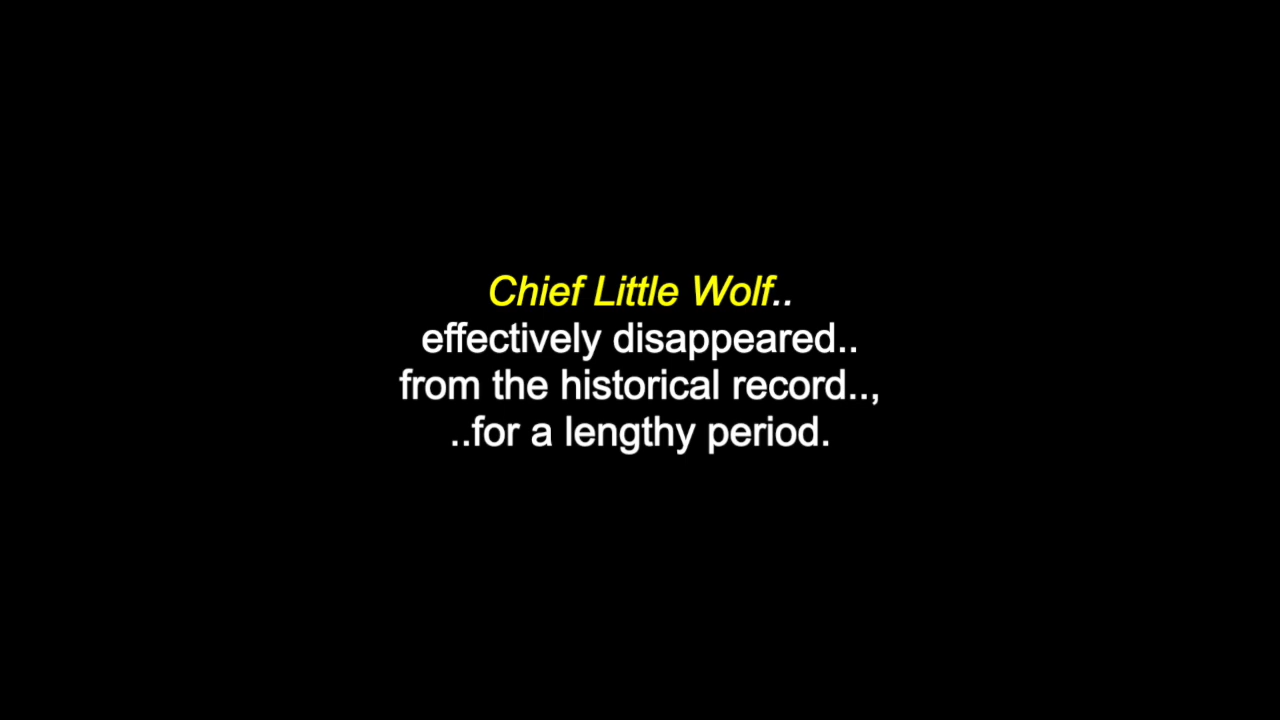 Chief Little Wolf..
effectively disappeared..
from the historical record..,
..for a lengthy period.